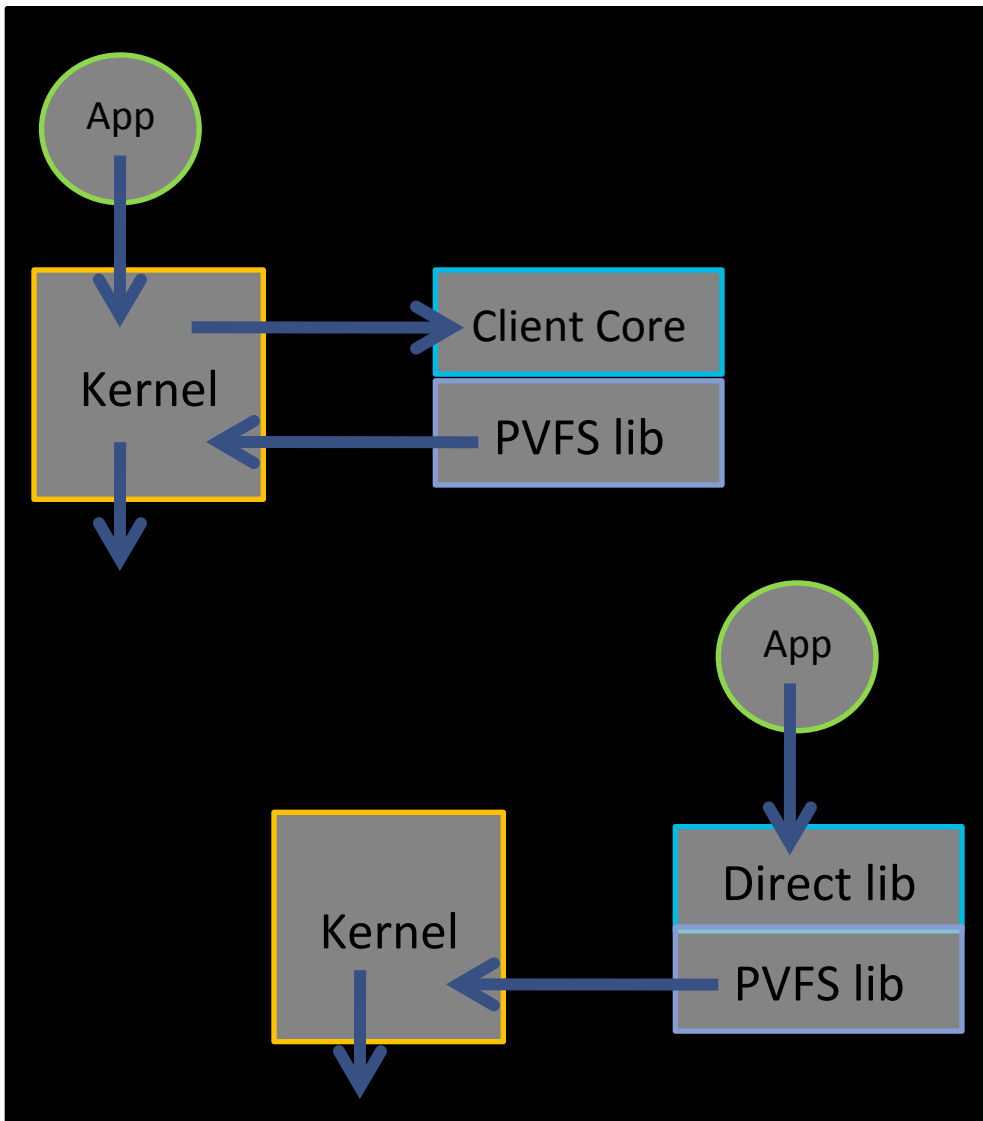 App
Client Core
Kernel
PVFS lib
App
Direct lib
Kernel
PVFS lib